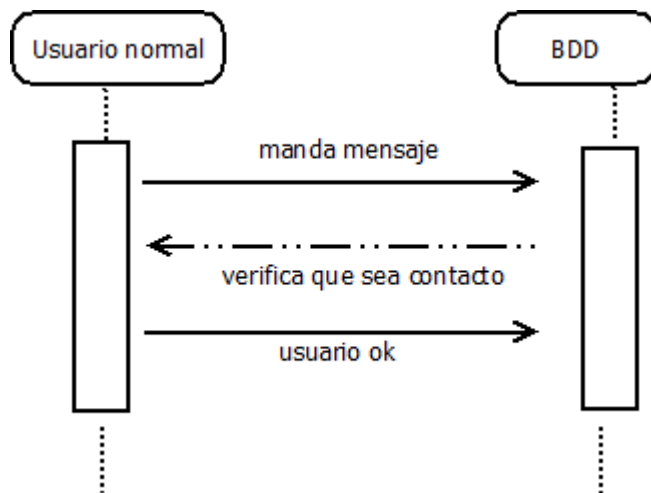 Usuario normal
BDD
manda mensaje
verifica que sea contacto
usuario ok